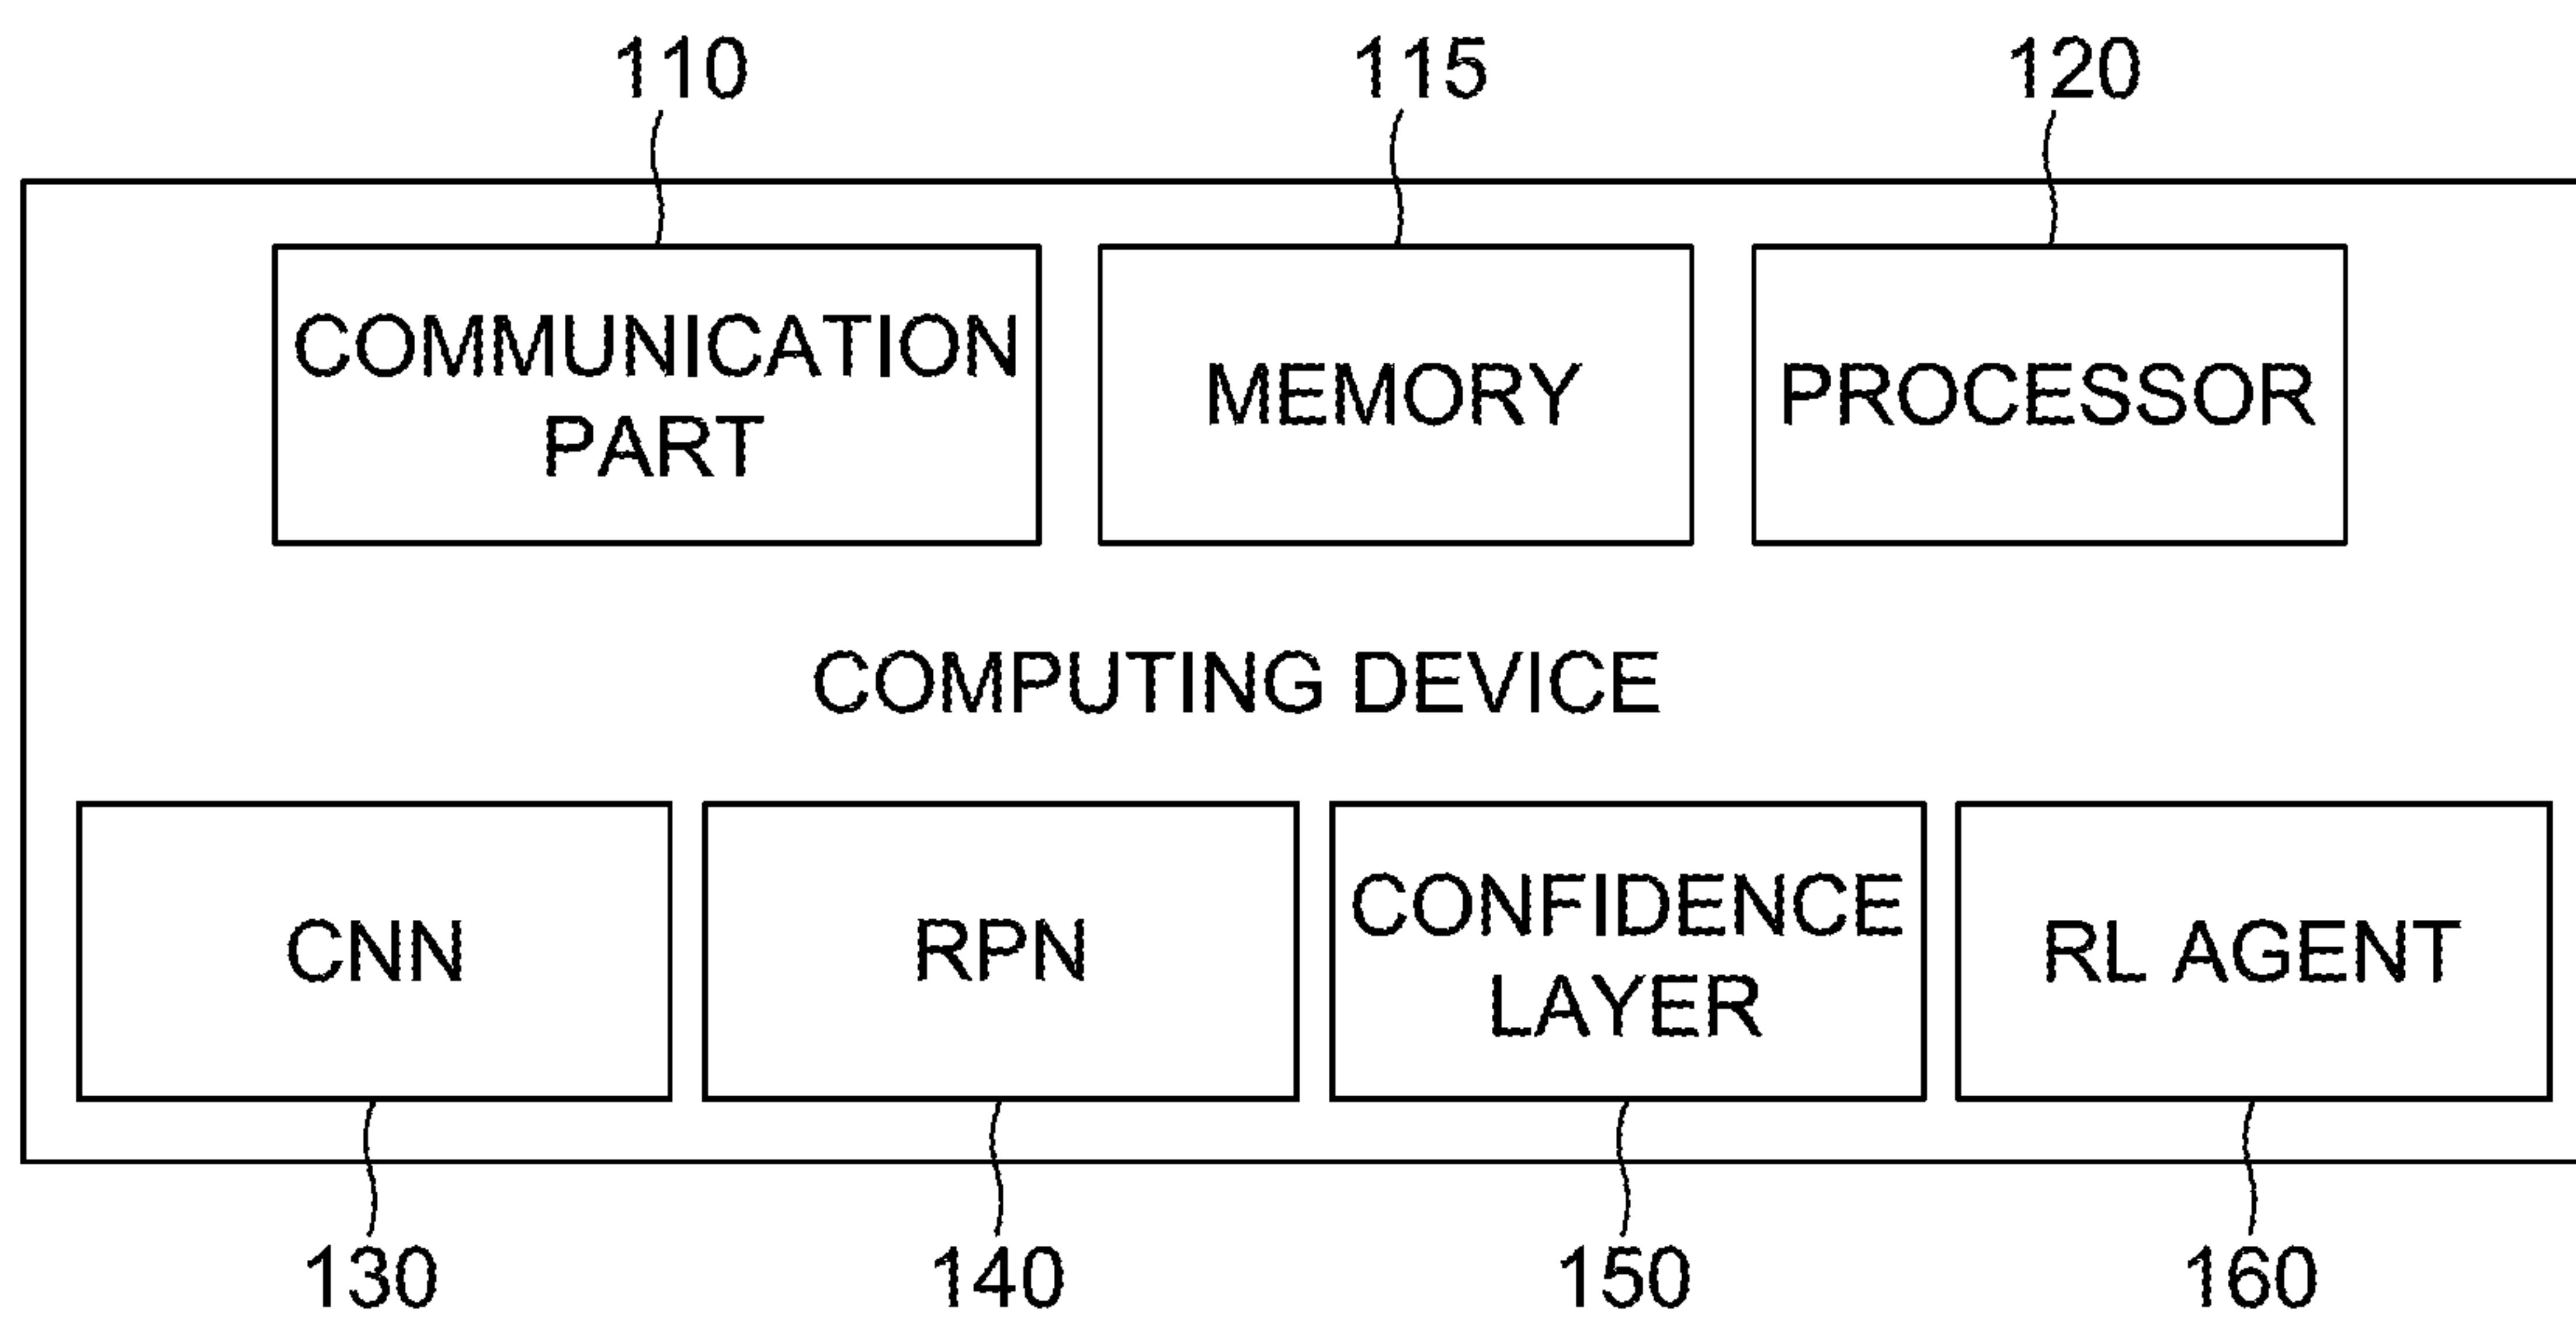 110
115
120
COMMUNICATION
PART
MEMORY
PROCESSOR
COMPUTING DEVICE
CNN
RPN
CONFIDENCE
LAYER
RL AGENT
130
140
150
160